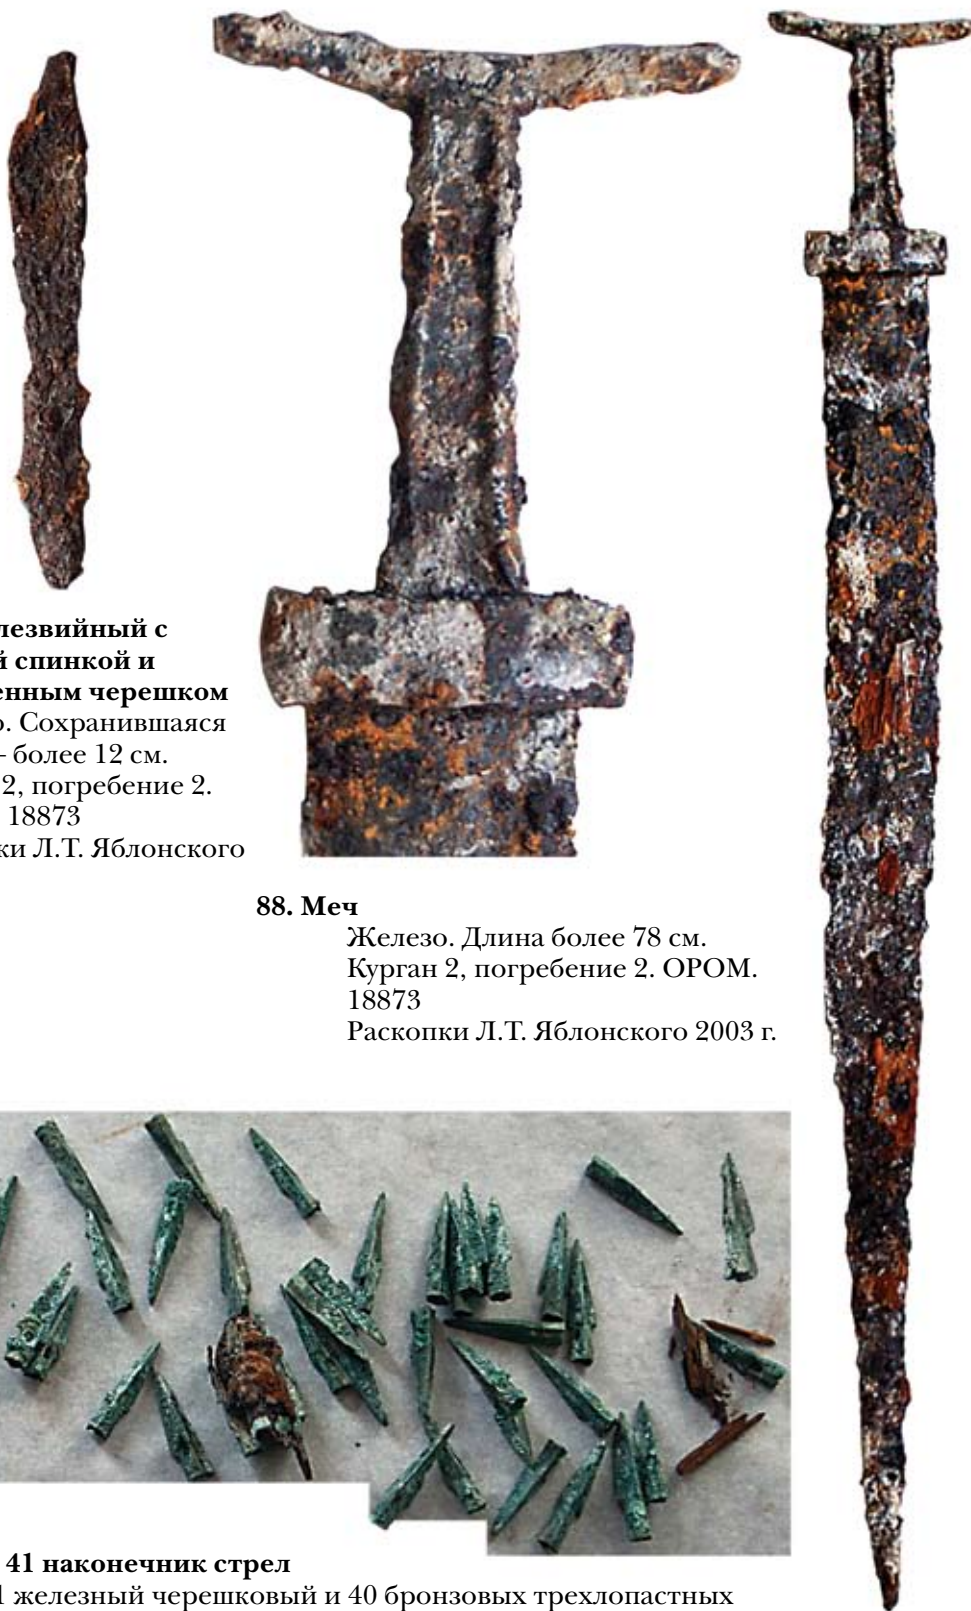 лезвийный с
й спинкой и
енным черешком
о. Сохранившаяся
– более 12 см.
2, погребение 2.
18873
ки Л.Т. Яблонского
88. Меч
Железо. Длина более 78 см.
Курган 2, погребение 2. ОРОМ.
18873
Раскопки Л.Т. Яблонского 2003 г.
41 наконечник стрел
1 железный черешковый и 40 бронзовых трехлопастных